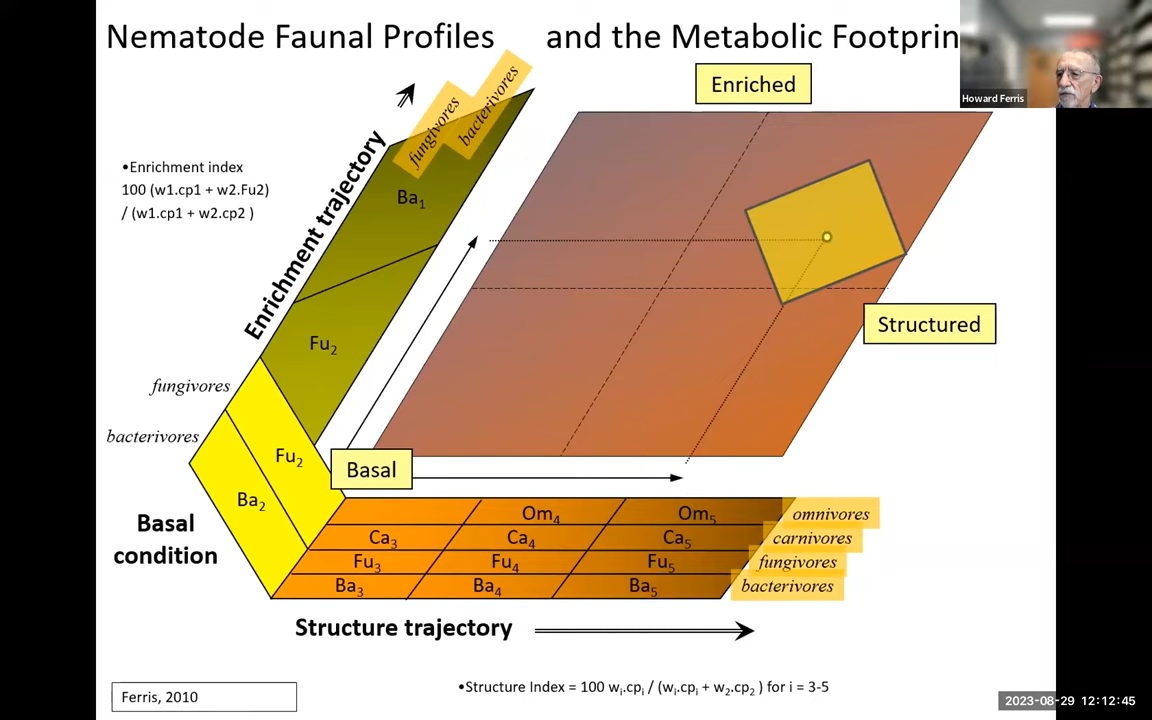 Nematode Faunal Profiles and the Metabolic Footprin
Howard Ferris
Enriched
fungivores
bacterivores
Enrichment trajectory
•Enrichment index
100 (w1.cp1 + w2.Fu2)
/ (w1.cp1 + w2.cp2 )
Ba₁
Fu₂
Structured
fungivores
bacterivores
Fu₂
Ba₂
Basal
Basal
condition
Om₄ Om₅ omnivores
Ca₃ Ca₄ Ca₅ carnivores
Fu₃ Fu₄ Fu₅ fungivores
Ba₃ Ba₄ Ba₅ bacterivores
Structure trajectory
•Structure Index = 100 wᵢ.cpᵢ / (wᵢ.cpᵢ + w₂.cp₂ ) for i = 3-5
Ferris, 2010
2023-08-29 12:12:45